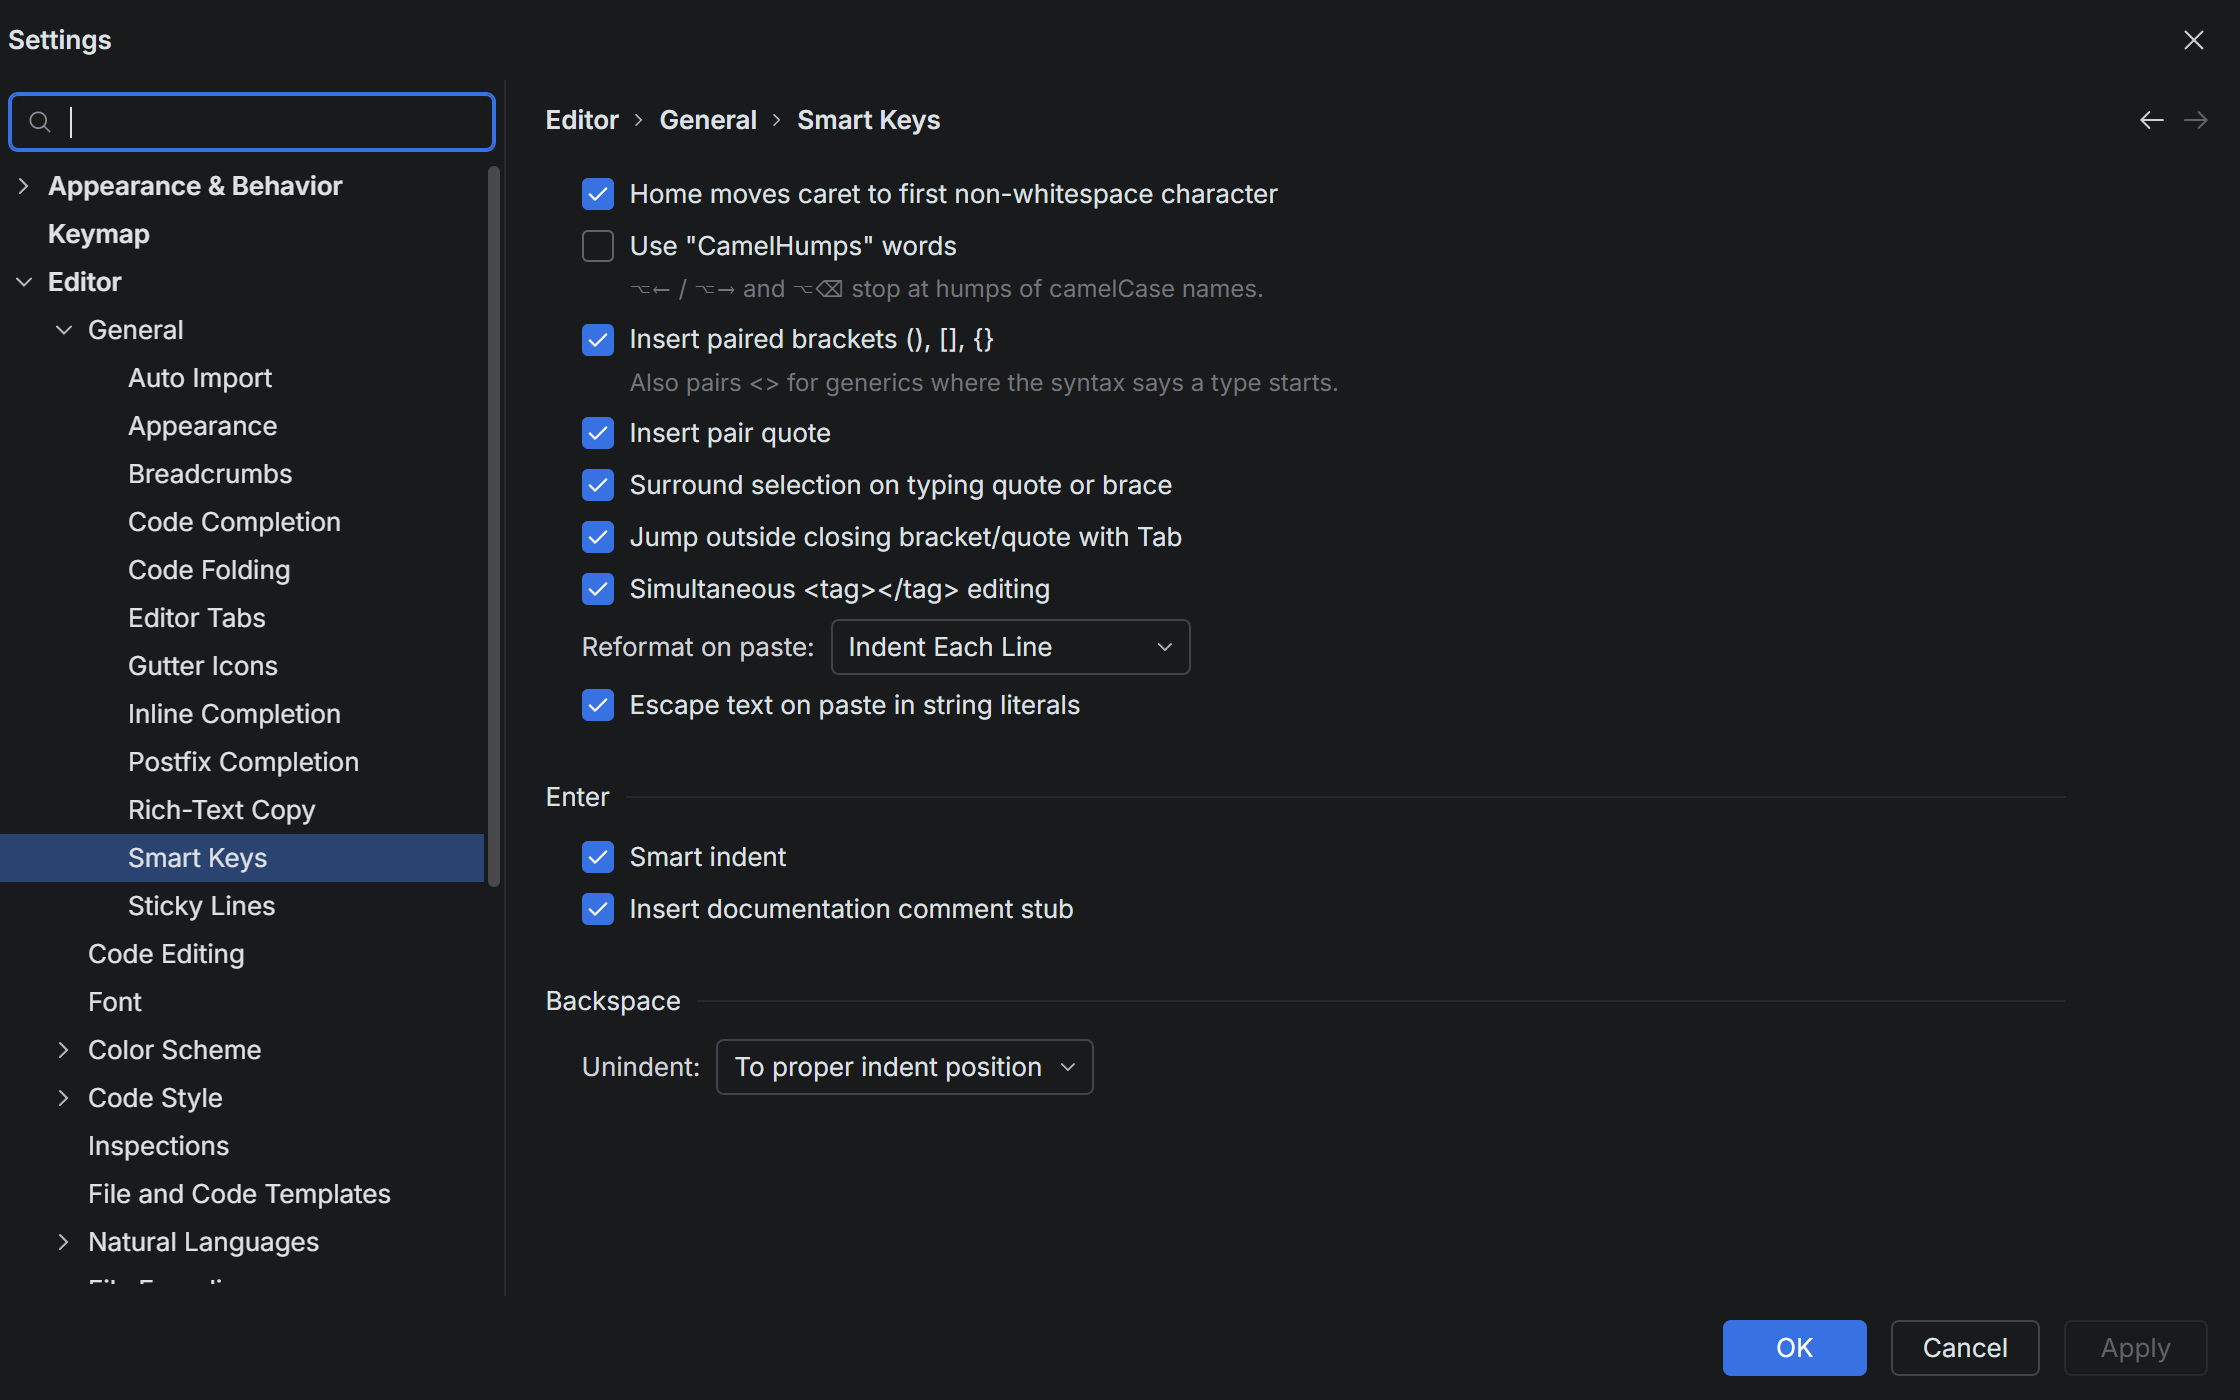 Settings
Appearance & Behavior
Keymap
Editor
General
Auto Import
Appearance
Breadcrumbs
Code Completion
Code Folding
Editor Tabs
Gutter Icons
Inline Completion
Postfix Completion
Rich-Text Copy
Smart Keys
Sticky Lines
Code Editing
Font
Color Scheme
Code Style
Inspections
File and Code Templates
Natural Languages
Editor › General › Smart Keys
Home moves caret to first non-whitespace character
Use "CamelHumps" words
⌥← / ⌥→ and ⌥⌫ stop at humps of camelCase names.
Insert paired brackets (), [], {}
Also pairs <> for generics where the syntax says a type starts.
Insert pair quote
Surround selection on typing quote or brace
Jump outside closing bracket/quote with Tab
Simultaneous <tag></tag> editing
Reformat on paste: Indent Each Line
Escape text on paste in string literals
Enter
Smart indent
Insert documentation comment stub
Backspace
Unindent: To proper indent position
OK Cancel Apply